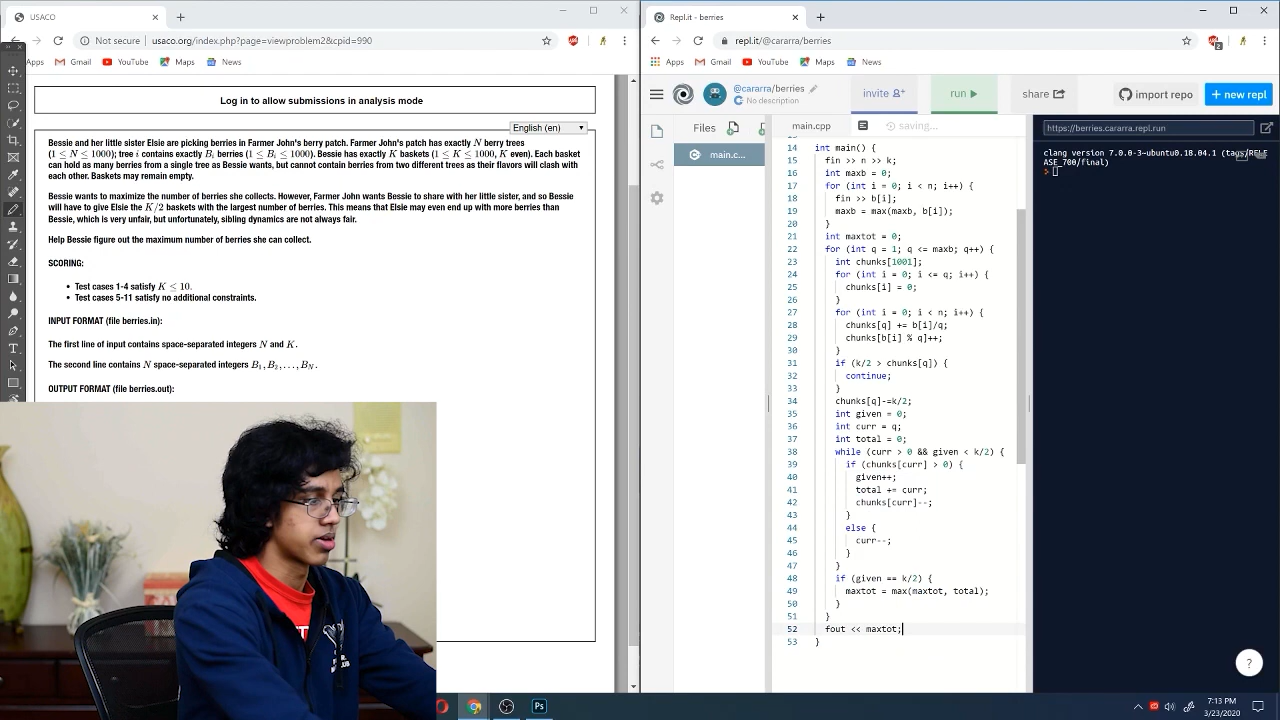 USACO
Repl.it - berries
Not secure | usaco.org/index.php?page=viewproblem2&cpid=990
repl.it/@cararra/berries
Apps Gmail YouTube Maps News
Apps Gmail YouTube Maps News
Log in to allow submissions in analysis mode
English (en)
Bessie and her little sister Elsie are picking berries in Farmer John's berry patch. Farmer John's patch has exactly N berry trees
(1 ≤ N ≤ 1000); tree i contains exactly Bi berries (1 ≤ Bi ≤ 1000). Bessie has exactly K baskets (1 ≤ K ≤ 1000, K even). Each basket
can hold as many berries from a single tree as Bessie wants, but cannot contain berries from two different trees as their flavors will clash with
each other. Baskets may remain empty.
Bessie wants to maximize the number of berries she collects. However, Farmer John wants Bessie to share with her little sister, and so Bessie
will have to give Elsie the K/2 baskets with the largest number of berries. This means that Elsie may even end up with more berries than
Bessie, which is very unfair, but unfortunately, sibling dynamics are not always fair.
Help Bessie figure out the maximum number of berries she can collect.
SCORING:
• Test cases 1-4 satisfy K ≤ 10.
• Test cases 5-11 satisfy no additional constraints.
INPUT FORMAT (file berries.in):
The first line of input contains space-separated integers N and K.
The second line contains N space-separated integers B1, B2, . . . , BN.
OUTPUT FORMAT (file berries.out):
@cararra/berries
No description
invite
run
share
import repo
+ new repl
Files
main.c...
main.cpp
saving...
https://berries.cararra.repl.run
clang version 7.0.0-3~ubuntu0.18.04.1 (tags/RELE
ASE_700/final)
14 int main() {
15 fin >> n >> k;
16 int maxb = 0;
17 for (int i = 0; i < n; i++) {
18 fin >> b[i];
19 maxb = max(maxb, b[i]);
20 }
21 int maxtot = 0;
22 for (int q = 1; q <= maxb; q++) {
23 int chunks[1001];
24 for (int i = 0; i <= q; i++) {
25 chunks[i] = 0;
26 }
27 for (int i = 0; i < n; i++) {
28 chunks[q] += b[i]/q;
29 chunks[b[i] % q]++;
30 }
31 if (k/2 > chunks[q]) {
32 continue;
33 }
34 chunks[q]-=k/2;
35 int given = 0;
36 int curr = q;
37 int total = 0;
38 while (curr > 0 && given < k/2) {
39 if (chunks[curr] > 0) {
40 given++;
41 total += curr;
42 chunks[curr]--;
43 }
44 else {
45 curr--;
46 }
47 }
48 if (given == k/2) {
49 maxtot = max(maxtot, total);
50 }
51 }
52 fout << maxtot;
53 }
?
Ps
7:13 PM
3/23/2020